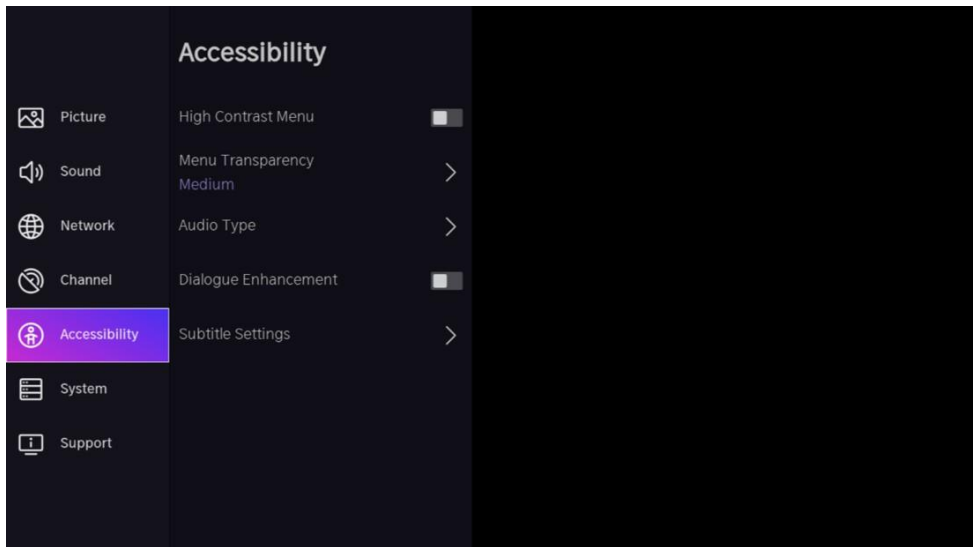 Accessibility
Picture
Sound
Network
Channel
Accessibility
System
Support
High Contrast Menu
Menu Transparency
Medium
Audio Type
Dialogue Enhancement
Subtitle Settings